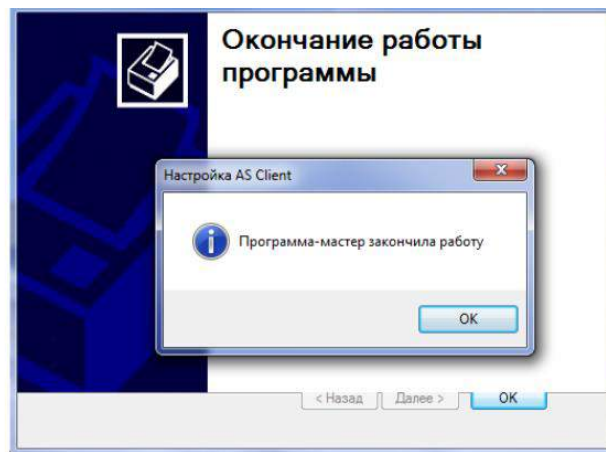 Окончание работы
программы
Настройка AS Client
Программа-мастер закончила работу
OK
< Назад
Далее >
OK